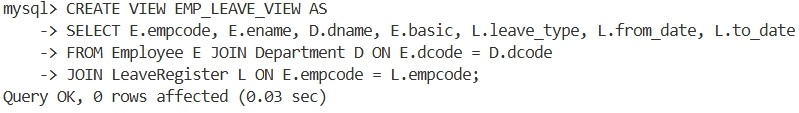 mysql> CREATE VIEW EMP_LEAVE_VIEW AS
    -> SELECT E.empcode, E.ename, D.dname, E.basic, L.leave_type, L.from_date, L.to_date
    -> FROM Employee E JOIN Department D ON E.dcode = D.dcode
    -> JOIN LeaveRegister L ON E.empcode = L.empcode;
Query OK, 0 rows affected (0.03 sec)